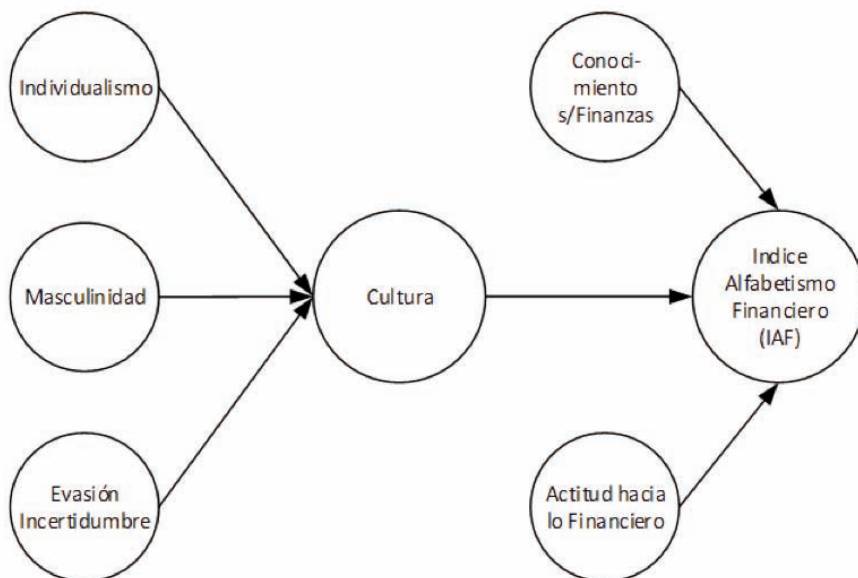 Individualismo
Conoci-
miento
s/Finanzas
Masculinidad
Cultura
Indice
Alfabetismo
Financiero
(IAF)
Evasión
Incertidumbre
Actitud hacia
lo Financiero